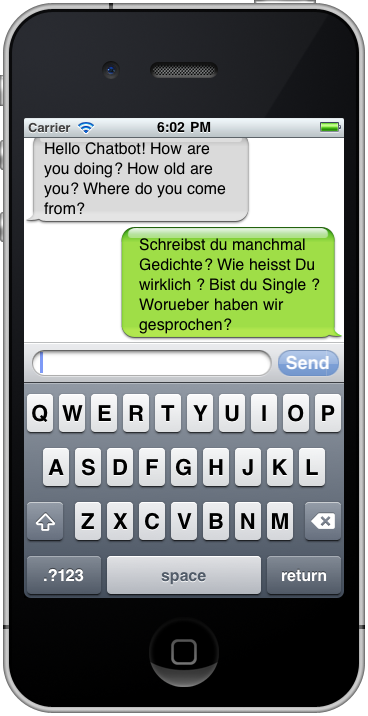 Carrier 6:02 PM
Hello Chatbot! How are
you doing? How old are
you? Where do you come
from?
Schreibst du manchmal
Gedichte? Wie heisst Du
wirklich ? Bist du Single ?
Worueber haben wir
gesprochen?
Send
Q W E R T Y U I O P
A S D F G H J K L
Z X C V B N M
.?123 space return